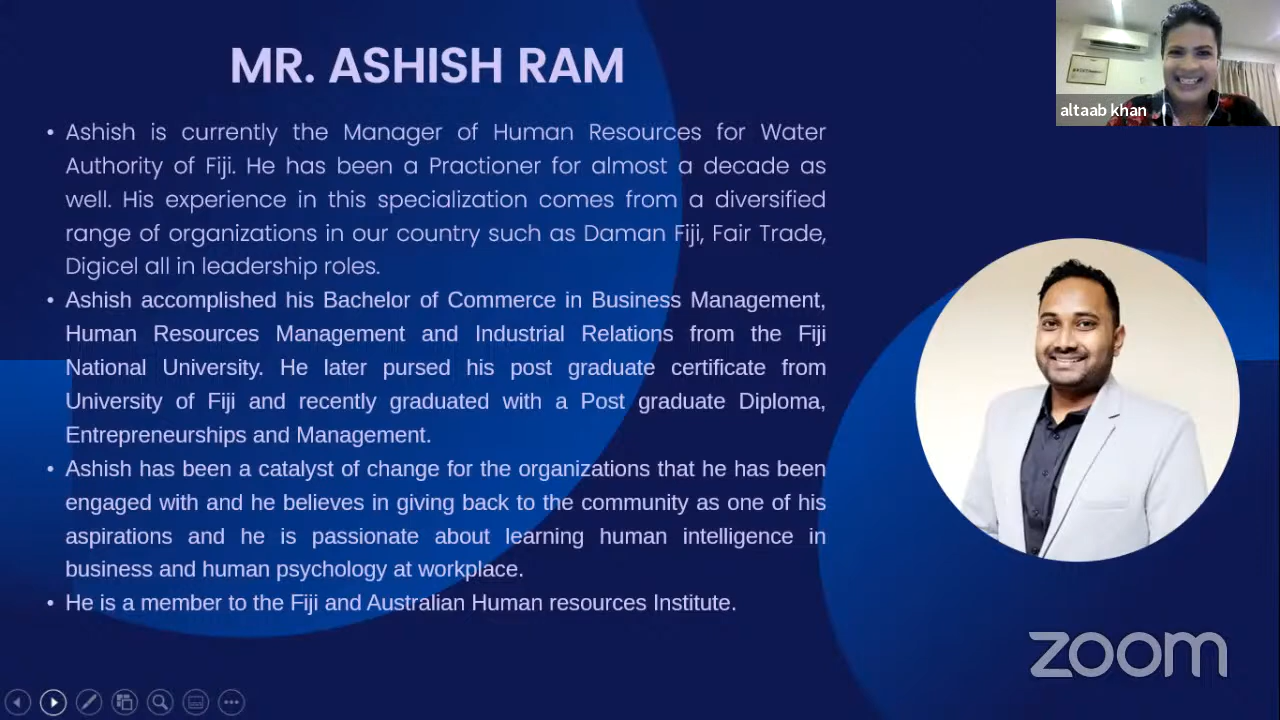 MR. ASHISH RAM
altaab khan
• Ashish is currently the Manager of Human Resources for Water
Authority of Fiji. He has been a Practioner for almost a decade as
well. His experience in this specialization comes from a diversified
range of organizations in our country such as Daman Fiji, Fair Trade,
Digicel all in leadership roles.
• Ashish accomplished his Bachelor of Commerce in Business Management,
Human Resources Management and Industrial Relations from the Fiji
National University. He later pursed his post graduate certificate from
University of Fiji and recently graduated with a Post graduate Diploma,
Entrepreneurships and Management.
• Ashish has been a catalyst of change for the organizations that he has been
engaged with and he believes in giving back to the community as one of his
aspirations and he is passionate about learning human intelligence in
business and human psychology at workplace.
• He is a member to the Fiji and Australian Human resources Institute.
zoom